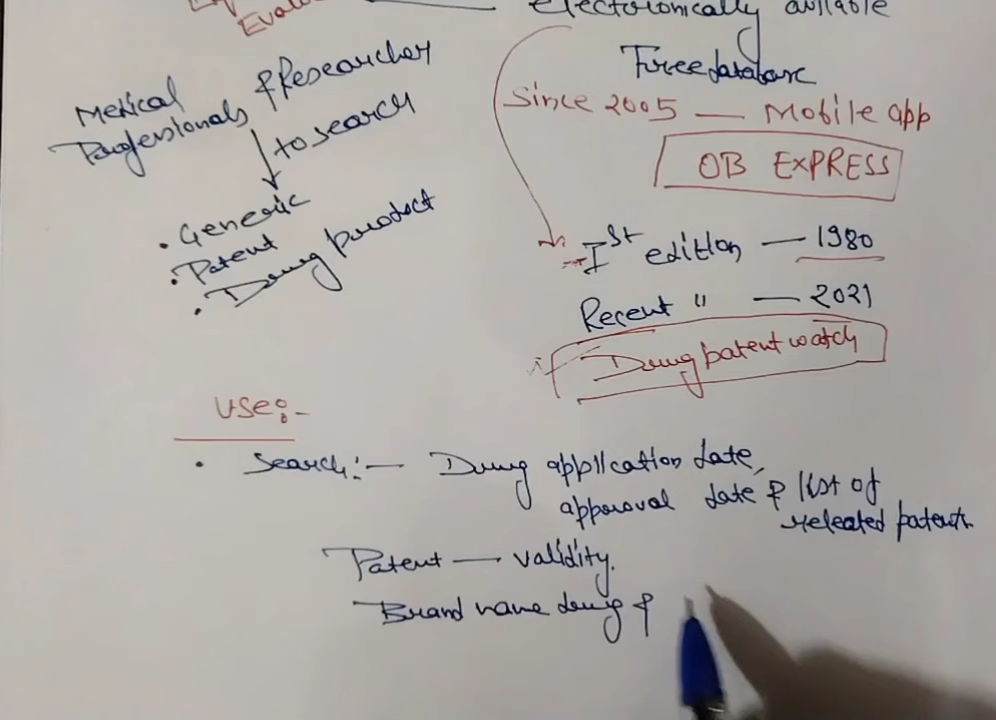 Evalu
electoronically available
Free database
Medical
Professionals & Researcher
to search
• Generic
• Patent
• Drug product
Since 2005 — Mobile app
OB EXPRESS
Ist edition — 1980
Recent " — 2021
Drug patent watch
use:-
• Search:— Drug application date,
approval date & list of
releated patent
Patent — validity.
Brand name drug &